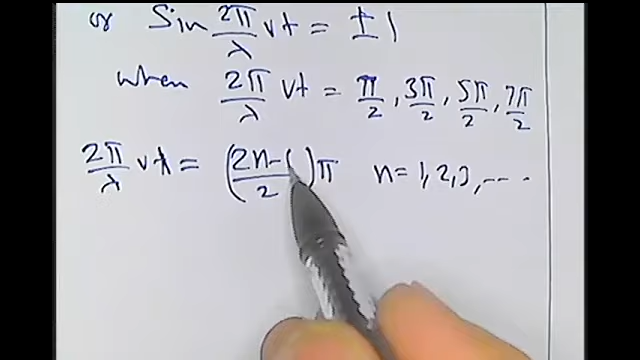 or Sin 2π/λ vt = ±1
when 2π/λ vt = π/2, 3π/2, 5π/2, 7π/2
2π/λ vt = (2n-1/2)π n=1,2,3,---